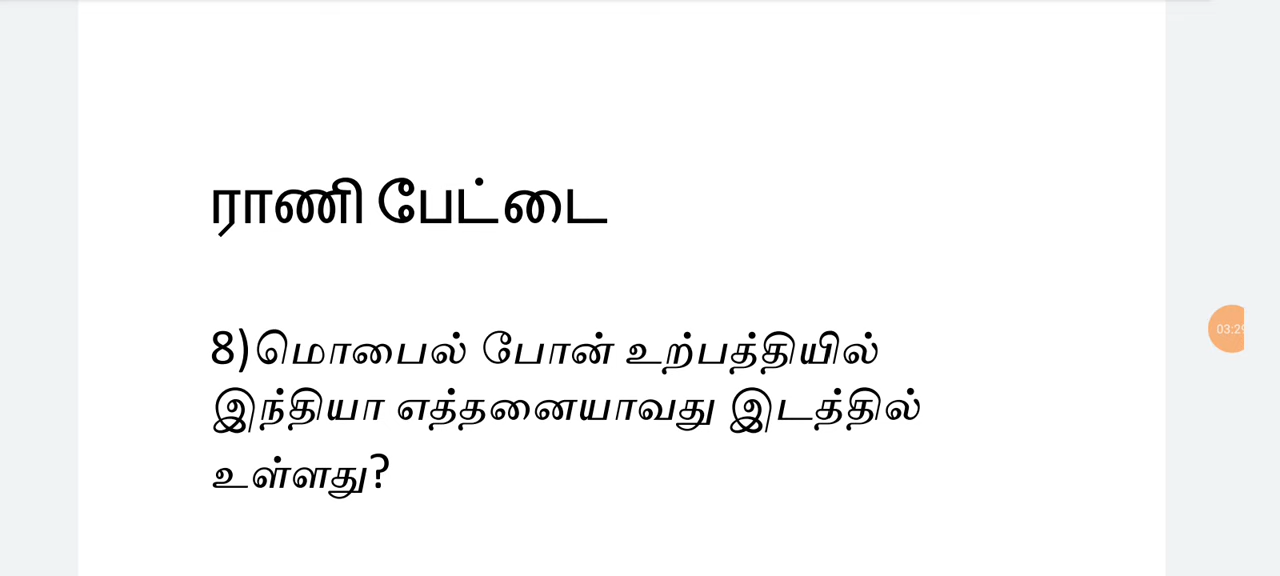 ராணி பேட்டை
8)மொபைல் போன் உற்பத்தியில்
இந்தியா எத்தனையாவது இடத்தில்
உள்ளது?